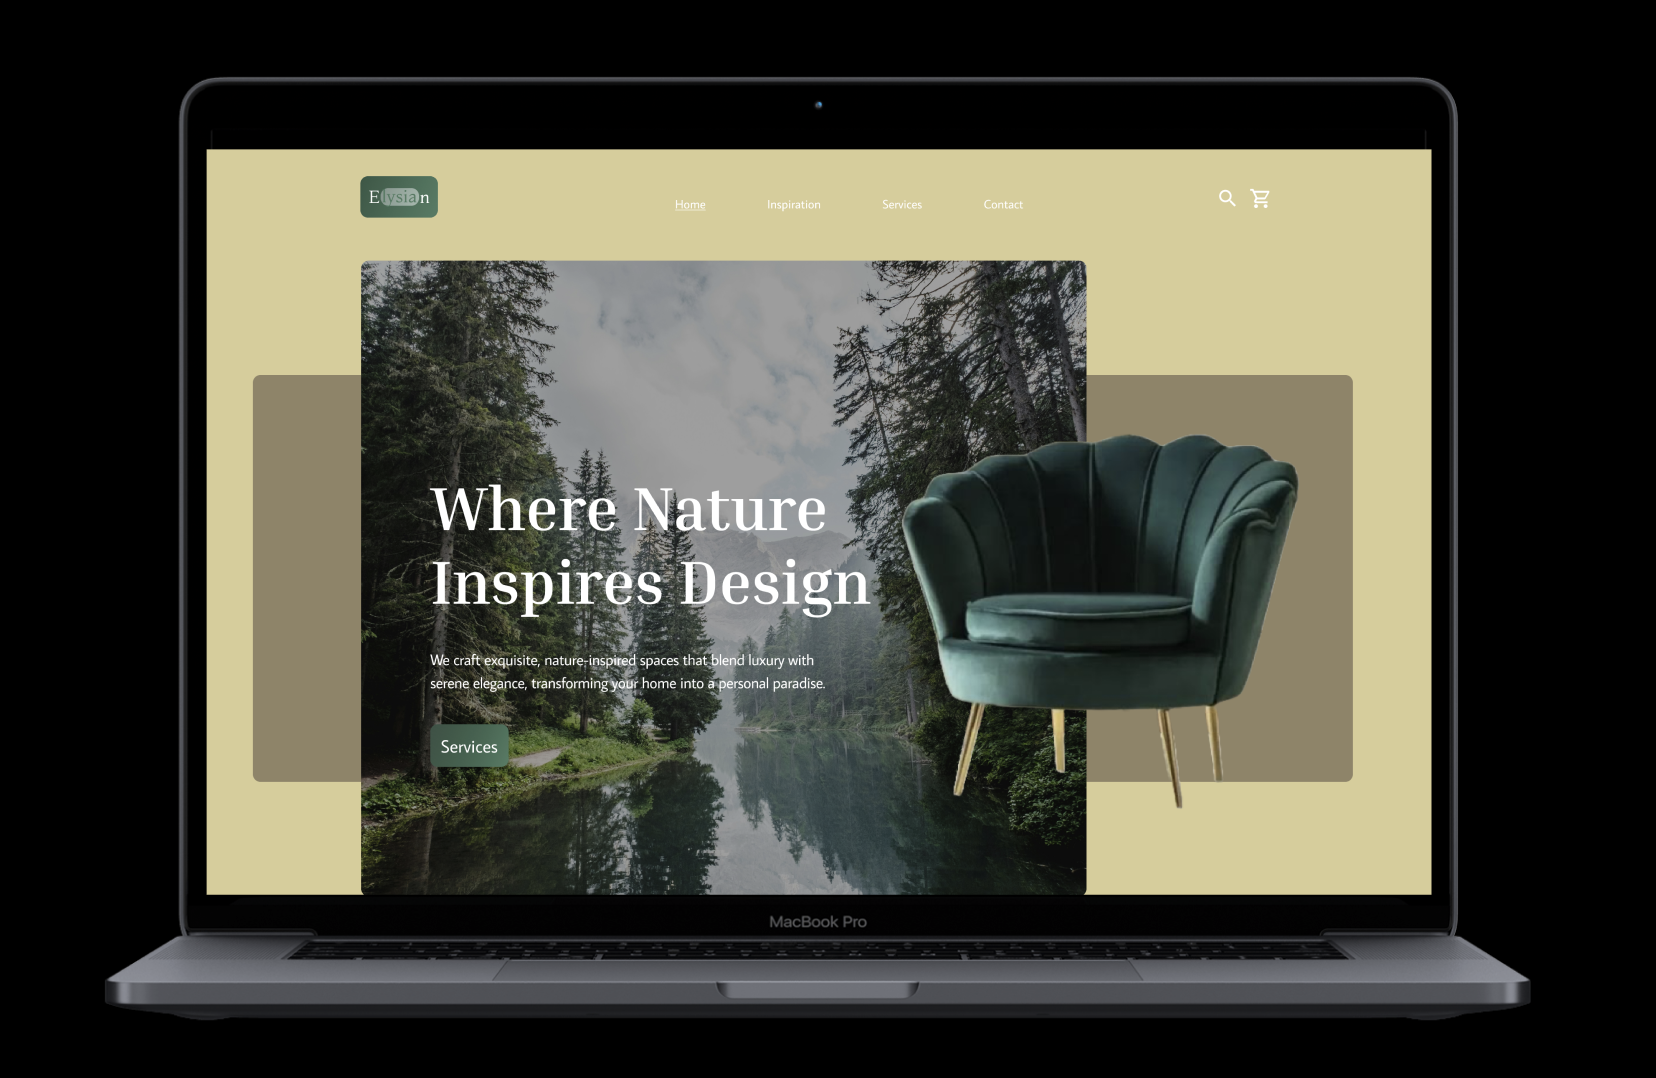 Elysian
Home Inspiration Services Contact
Where Nature
Inspires Design
We craft exquisite, nature-inspired spaces that blend luxury with
serene elegance, transforming your home into a personal paradise.
Services
MacBook Pro